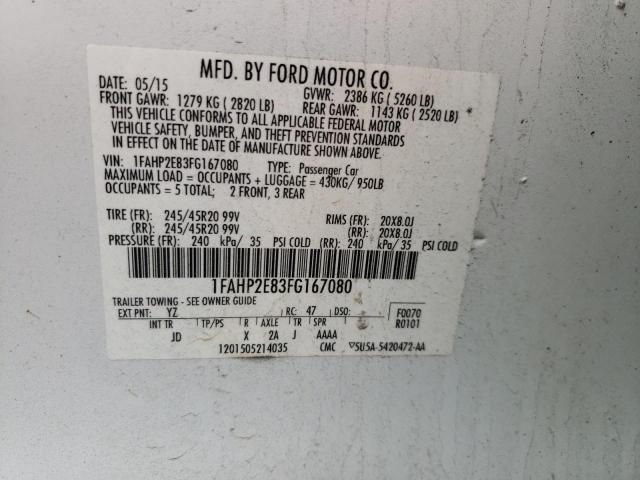 MFD. BY FORD MOTOR CO.
DATE: 05/15 GVWR: 2386 KG ( 5260 LB)
FRONT GAWR: 1279 KG ( 2820 LB) REAR GAWR: 1143 KG ( 2520 LB)
THIS VEHICLE CONFORMS TO ALL APPLICABLE FEDERAL MOTOR
VEHICLE SAFETY, BUMPER, AND THEFT PREVENTION STANDARDS
IN EFFECT ON THE DATE OF MANUFACTURE SHOWN ABOVE.
VIN: 1FAHP2E83FG167080 TYPE: Passenger Car
MAXIMUM LOAD = OCCUPANTS + LUGGAGE = 430KG/ 950LB
OCCUPANTS = 5 TOTAL; 2 FRONT, 3 REAR
TIRE (FR): 245/45R20 99V RIMS (FR): 20X8.0J
(RR): 245/45R20 99V (RR): 20X8.0J
PRESSURE (FR): 240 kPa/ 35 PSI COLD (RR): 240 kPa/ 35 PSI COLD
1FAHP2E83FG167080
TRAILER TOWING - SEE OWNER GUIDE
EXT PNT: YZ RC: 47 DSO: F0070
INT TR TP/PS R AXLE TR SPR R0101
JD X 2A J AAAA
1201505214035 CMC ▽5U5A-5420472-AA